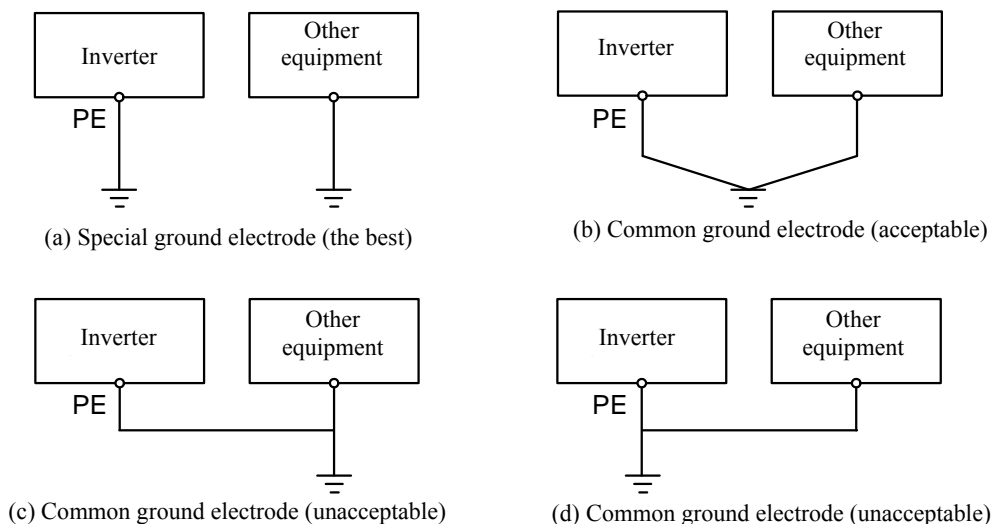 Inverter
Other
equipment
PE
(a) Special ground electrode (the best)
Inverter
Other
equipment
PE
(b) Common ground electrode (acceptable)
Inverter
Other
equipment
PE
(c) Common ground electrode (unacceptable)
Inverter
Other
equipment
PE
(d) Common ground electrode (unacceptable)